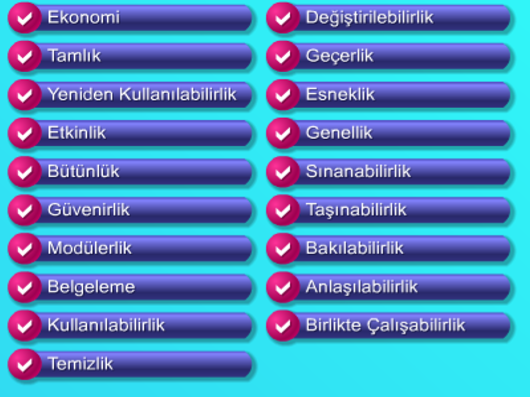 Ekonomi
Tamlık
Yeniden Kullanılabilirlik
Etkinlik
Bütünlük
Güvenirlik
Modülerlik
Belgeleme
Kullanılabilirlik
Temizlik
Değiştirilebilirlik
Geçerlik
Esneklik
Genellik
Sınanabilirlik
Taşınabilirlik
Bakılabilirlik
Anlaşılabilirlik
Birlikte Çalışabilirlik